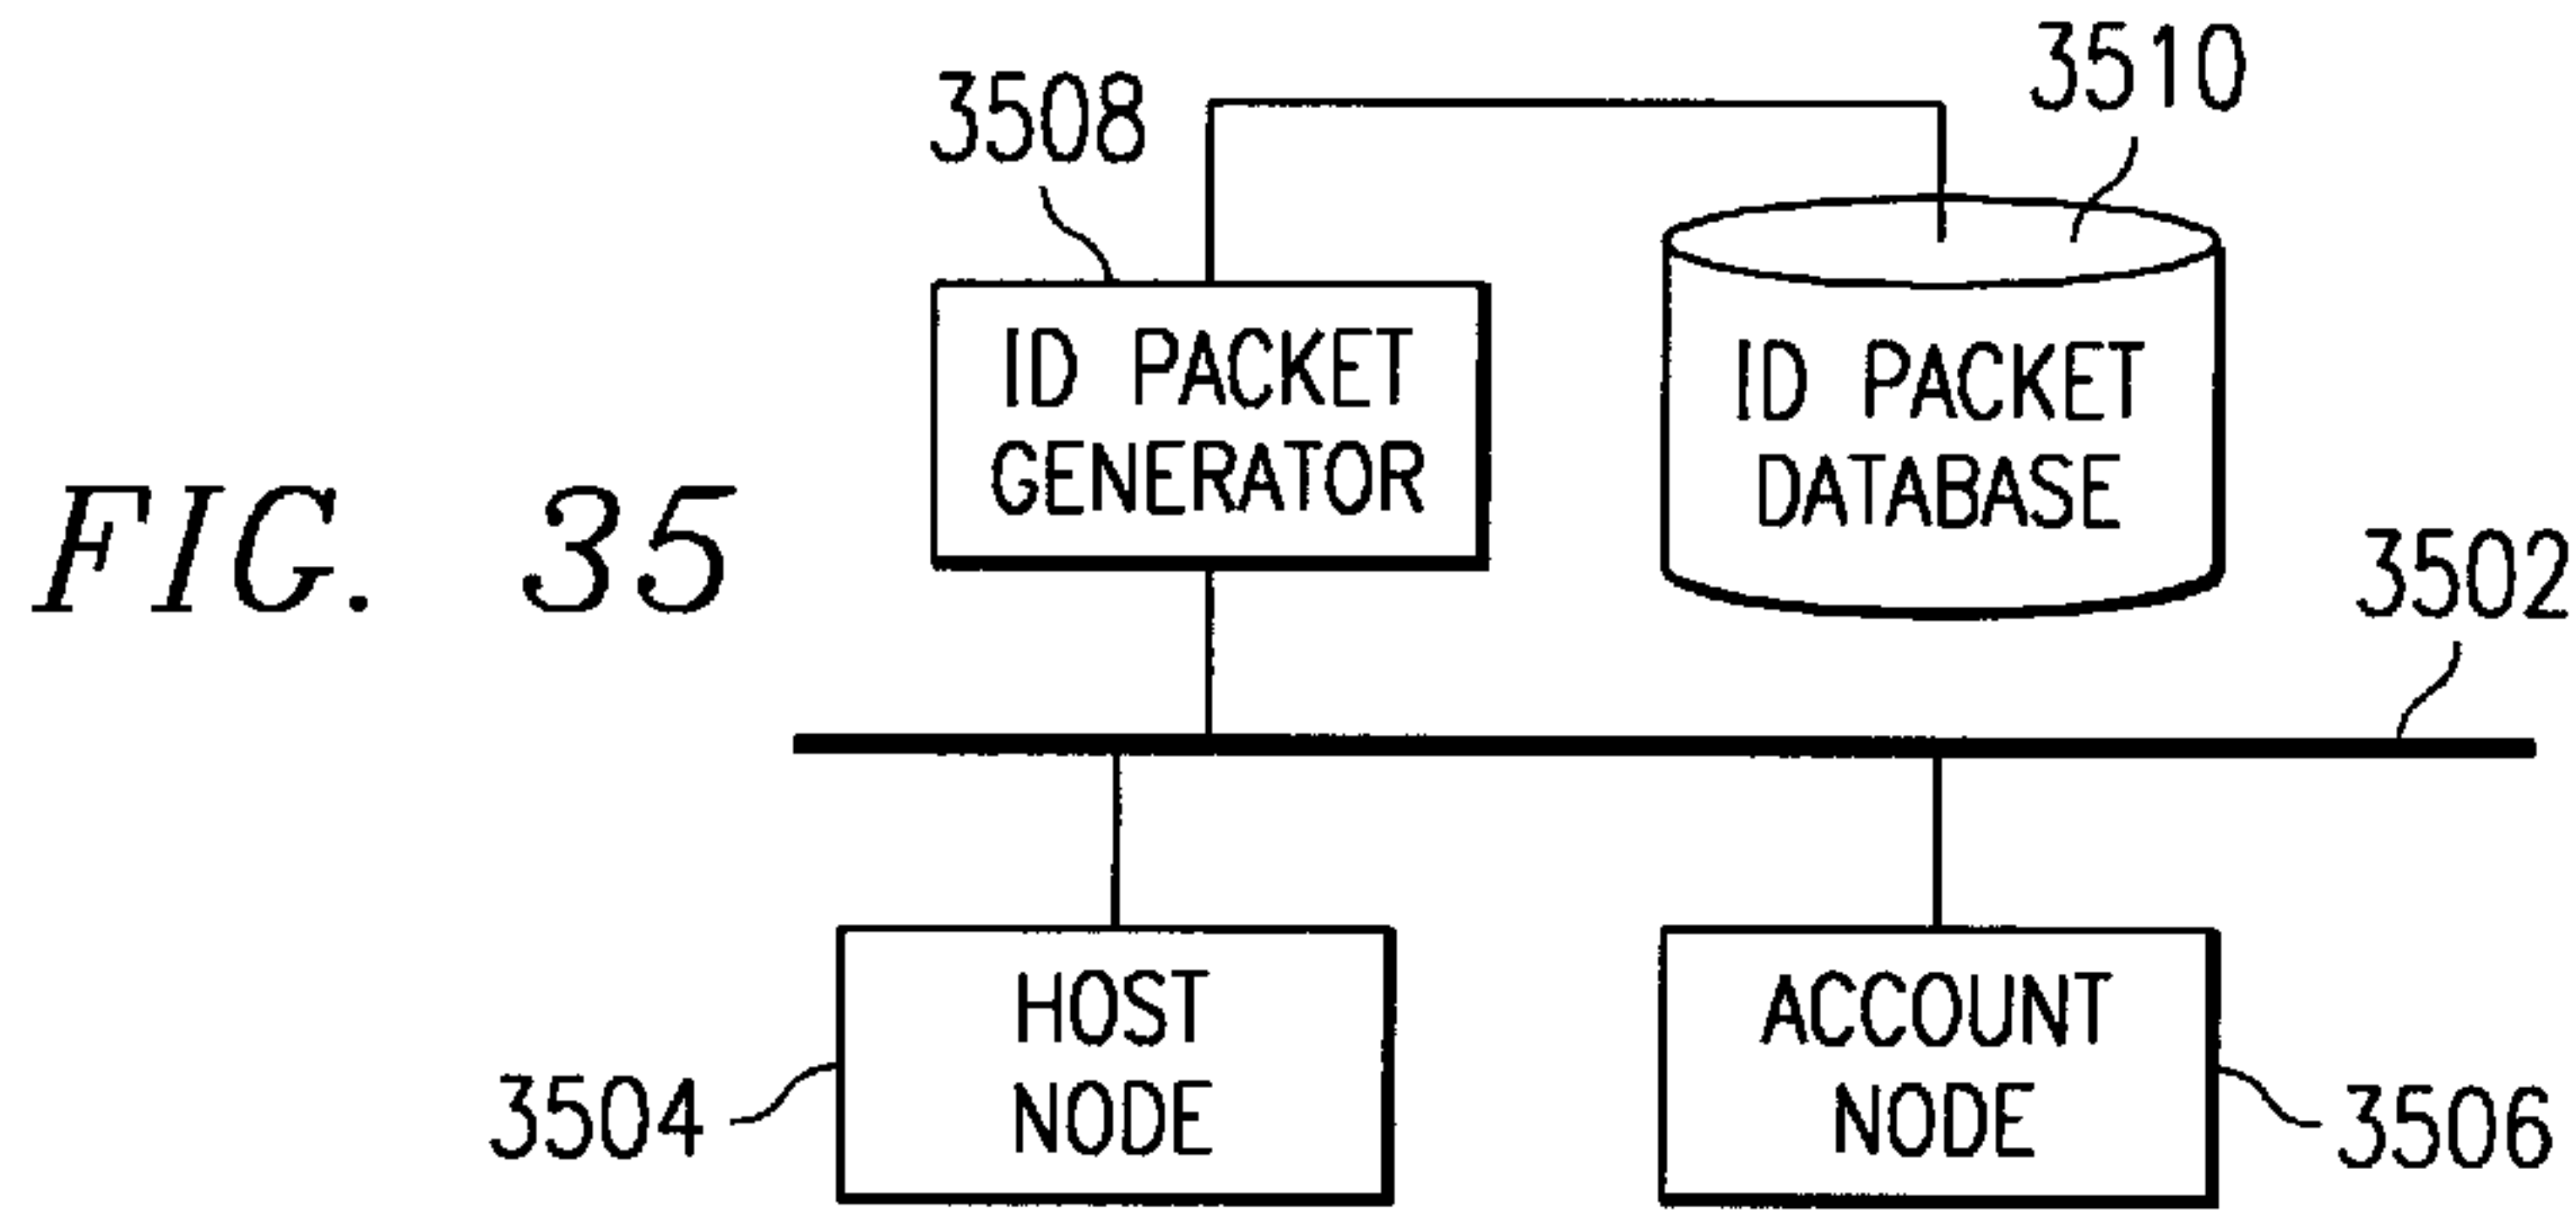 3510
3508
ID PACKET
GENERATOR
ID PACKET
DATABASE
FIG. 35
3502
HOST
NODE
ACCOUNT
NODE
3504
3506